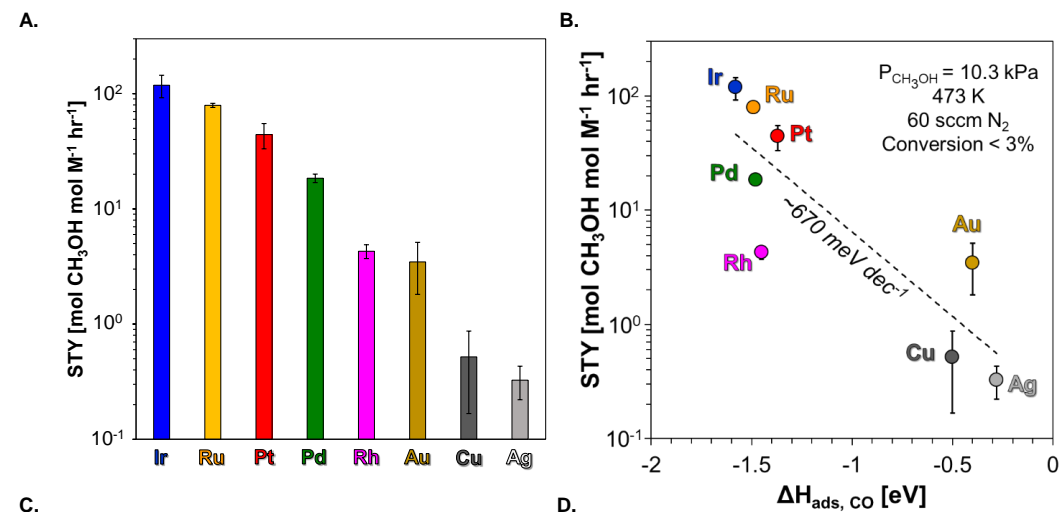 A.
STY [mol CH₃OH mol M⁻¹ hr⁻¹]
10²
10¹
10⁰
10⁻¹
Ir Ru Pt Pd Rh Au Cu Ag
B.
STY [mol CH₃OH mol M⁻¹ hr⁻¹]
10²
10¹
10⁰
10⁻¹
Ir
Ru
Pt
Pd
Rh
Au
Cu
Ag
P_CH₃OH = 10.3 kPa
473 K
60 sccm N₂
Conversion < 3%
~670 meV dec⁻¹
-2 -1.5 -1 -0.5 0
ΔH_ads, CO [eV]
C.
D.